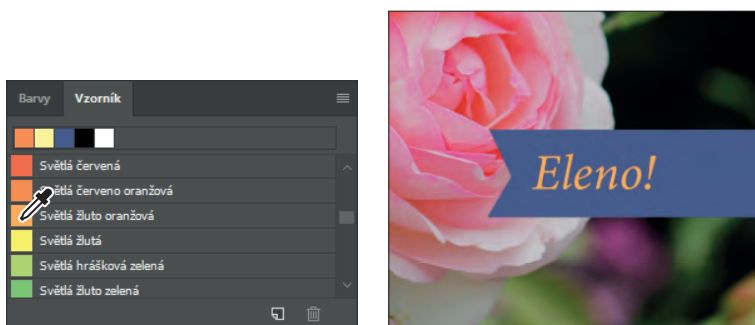 Barvy Vzorník
Světlá červená
Světlá červeno oranžová
Světlá žluto oranžová
Světlá žlutá
Světlá hrášková zelená
Světlá žluto zelená
Eleno!